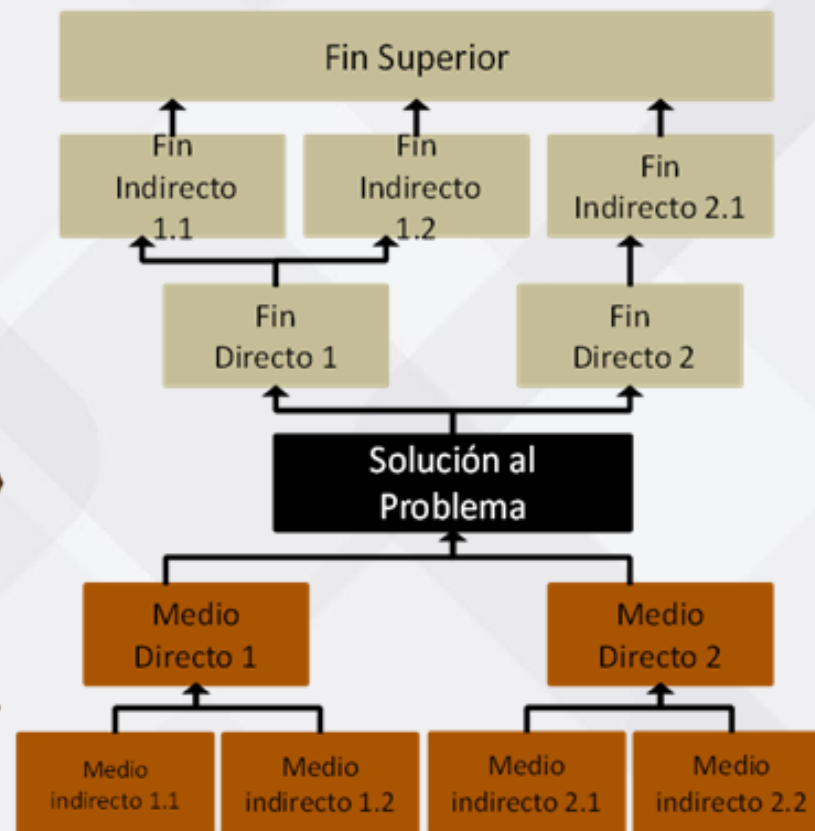 Fin Superior
Fin
Indirecto
1.1
Fin
Indirecto
1.2
Fin
Indirecto 2.1
Fin
Directo 1
Fin
Directo 2
Solución al
Problema
Medio
Directo 1
Medio
Directo 2
Medio
indirecto 1.1
Medio
indirecto 1.2
Medio
indirecto 2.1
Medio
indirecto 2.2